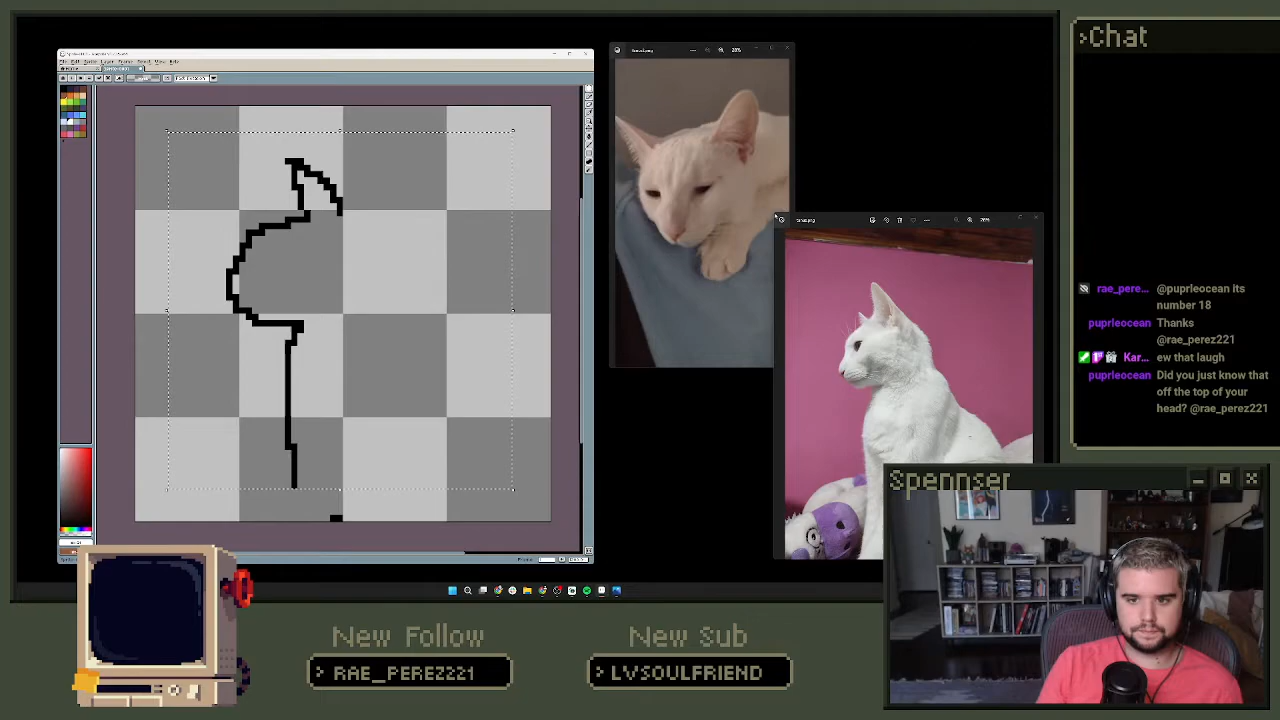 >Chat
rae_pere... @puprleocean its
number 18
puprleocean Thanks
@rae_perez221
Kar... ew that laugh
puprleocean Did you just know that
off the top of your
head? @rae_perez221
Spennser
New Follow
> RAE_PEREZ221
New Sub
> LVSOULFRIEND